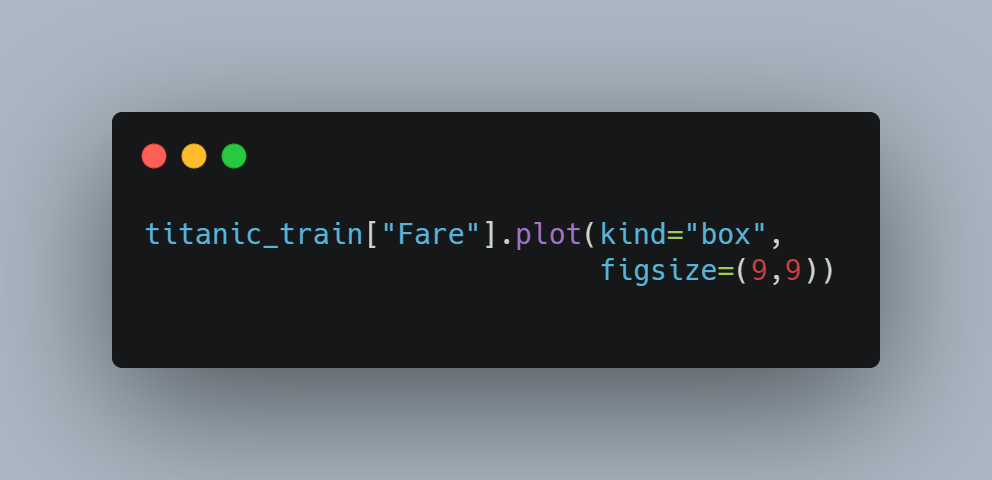 titanic_train["Fare"].plot(kind="box",
                           figsize=(9,9))